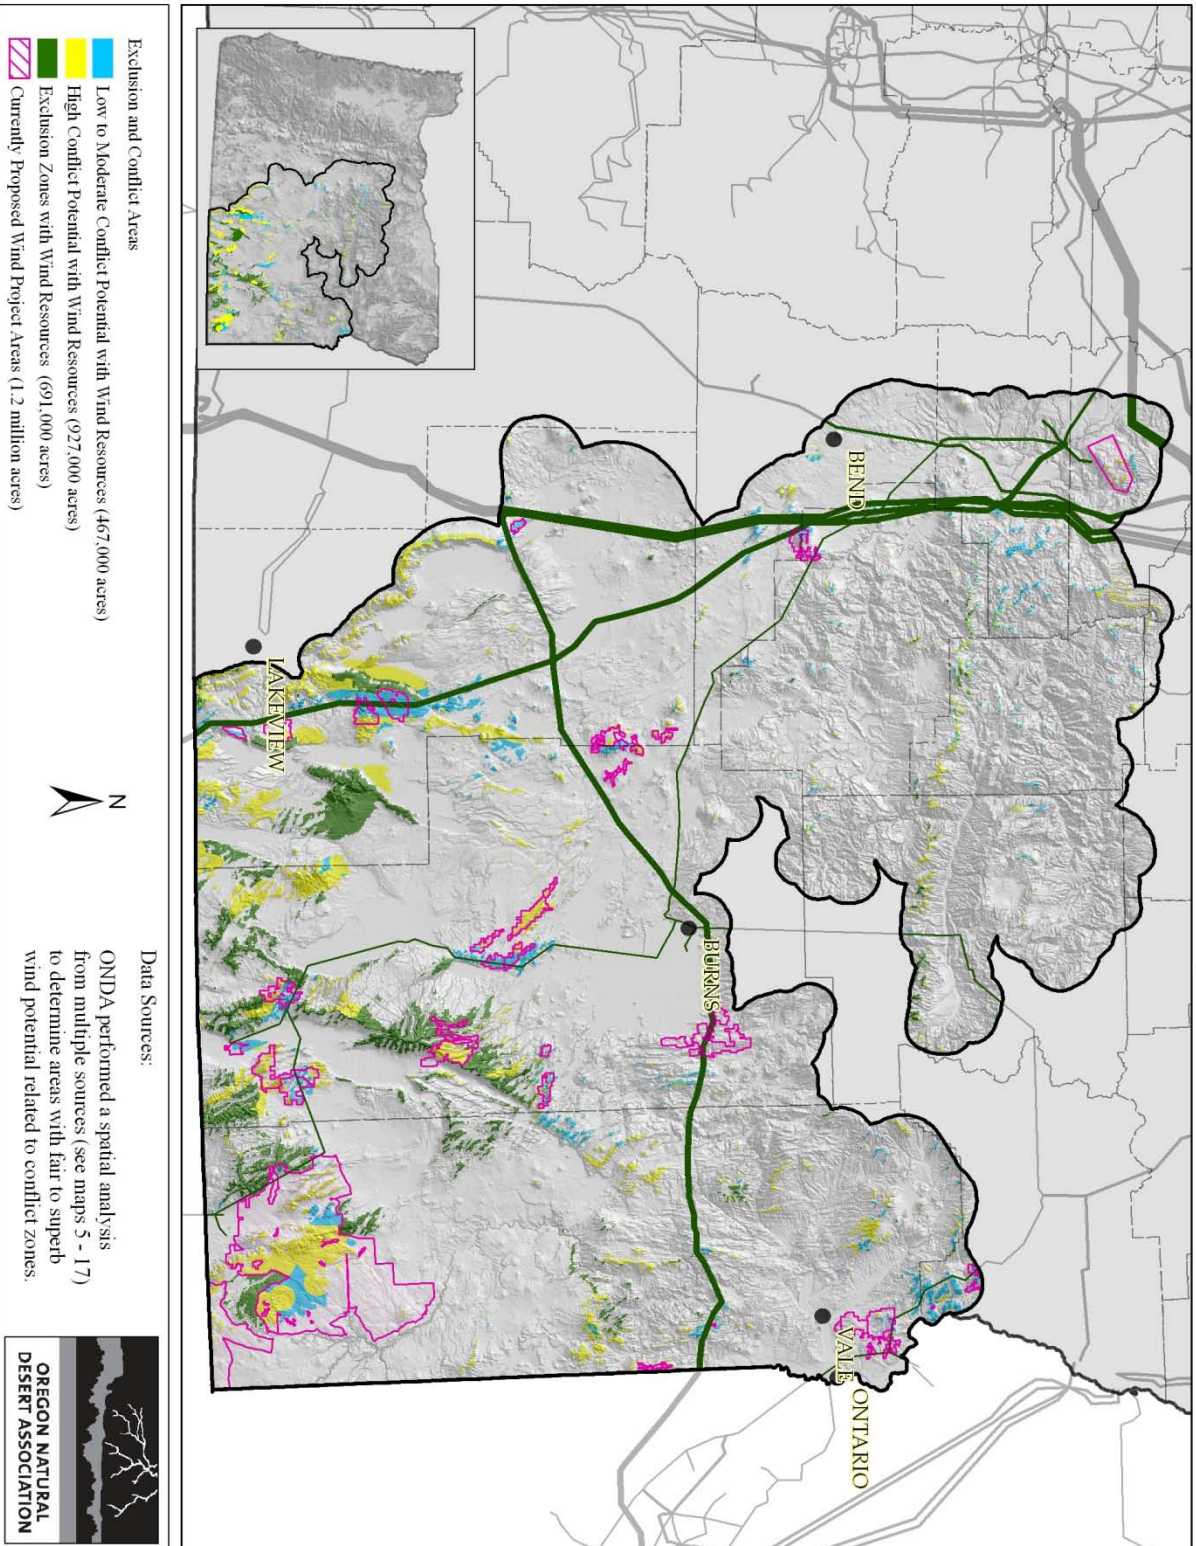 BEND
BURNS
VALE
ONTARIO
LAKEVIEW
N
Exclusion and Conflict Areas
Low to Moderate Conflict Potential with Wind Resources (467,000 acres)
High Conflict Potential with Wind Resources (927,000 acres)
Exclusion Zones with Wind Resources (691,000 acres)
Currently Proposed Wind Project Areas (1.2 million acres)
Data Sources:
ONDA performed a spatial analysis
from multiple sources (see maps 5 - 17)
to determine areas with fair to superb
wind potential related to conflict zones.
OREGON NATURAL
DESERT ASSOCIATION